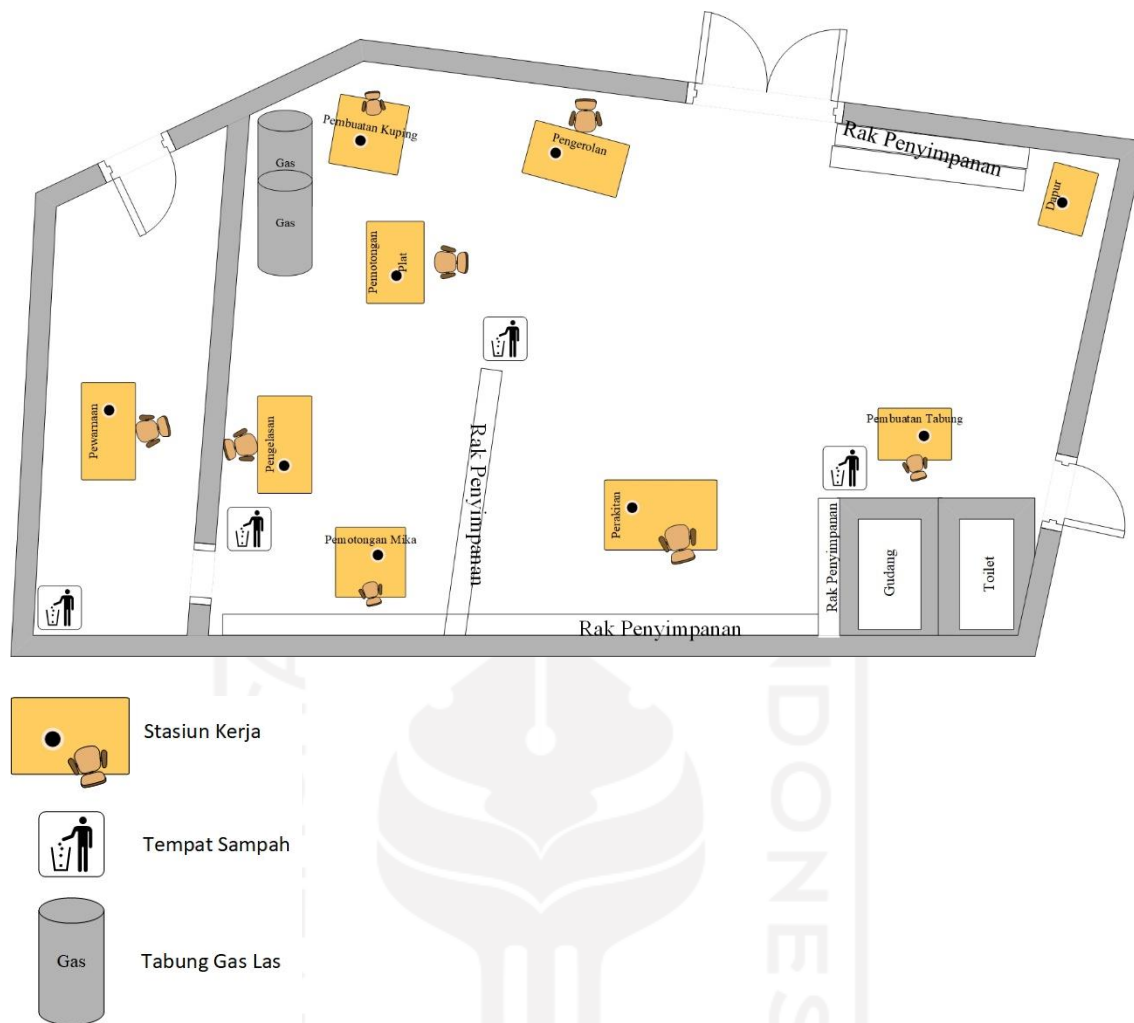 Pembuatan Kuping
Pengerolan
Rak Penyimpanan
Dapur
Gas
Gas
Pemotongan
Plat
Pewarnaan
Pengelasan
Rak Penyimpanan
Pembuatan Tabung
Perakitan
Pemotongan Mika
Rak Penyimpanan
Gudang
Toilet
Rak Penyimpanan
Stasiun Kerja
Tempat Sampah
Gas
Tabung Gas Las
NDONES